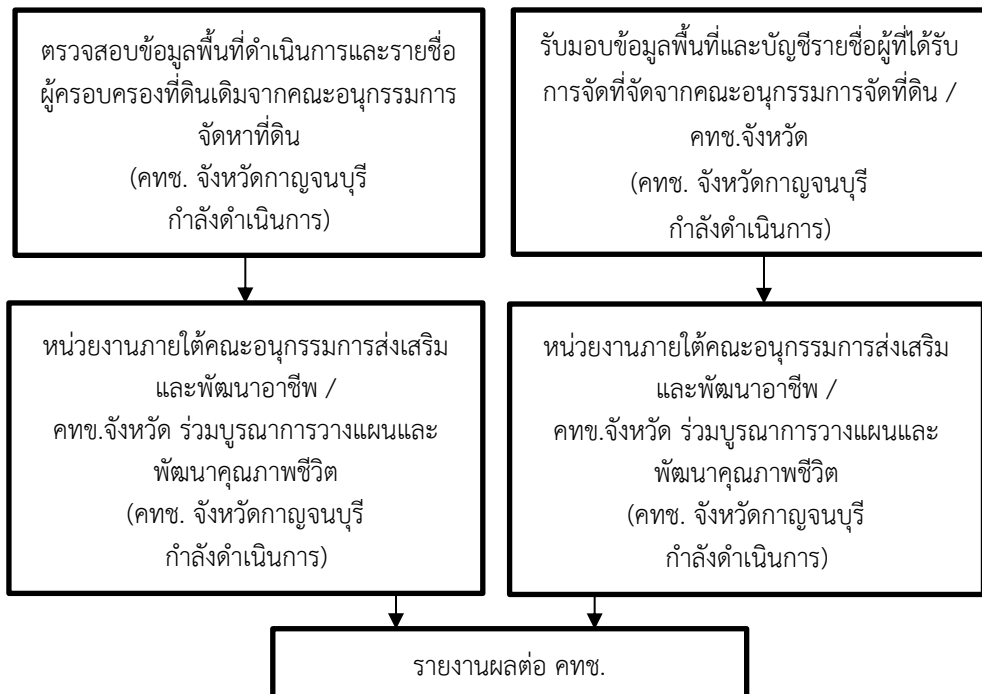 ตรวจสอบข้อมูลพื้นที่ดำเนินการและรายชื่อ
ผู้ครอบครองที่ดินเดิมจากคณะอนุกรรมการ
จัดหาที่ดิน
(คทช. จังหวัดกาญจนบุรี
กำลังดำเนินการ)
รับมอบข้อมูลพื้นที่และบัญชีรายชื่อผู้ที่ได้รับ
การจัดที่จัดจากคณะอนุกรรมการจัดที่ดิน /
คทช.จังหวัด
(คทช. จังหวัดกาญจนบุรี
กำลังดำเนินการ)
หน่วยงานภายใต้คณะอนุกรรมการส่งเสริม
และพัฒนาอาชีพ /
คทข.จังหวัด ร่วมบูรณาการวางแผนและ
พัฒนาคุณภาพชีวิต
(คทช. จังหวัดกาญจนบุรี
กำลังดำเนินการ)
หน่วยงานภายใต้คณะอนุกรรมการส่งเสริม
และพัฒนาอาชีพ /
คทข.จังหวัด ร่วมบูรณาการวางแผนและ
พัฒนาคุณภาพชีวิต
(คทช. จังหวัดกาญจนบุรี
กำลังดำเนินการ)
รายงานผลต่อ คทช.